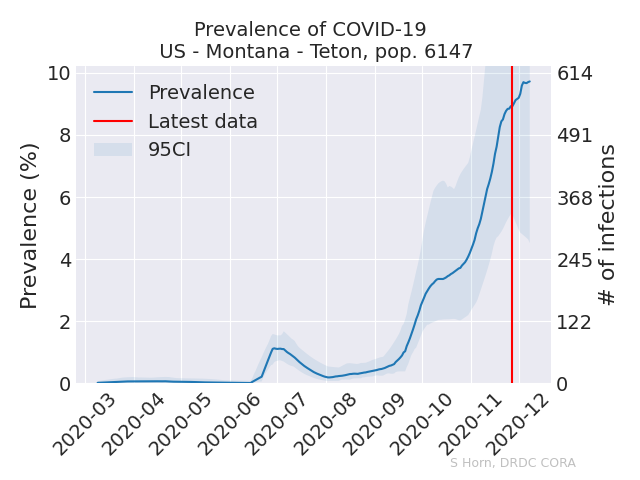 Prevalence of COVID-19
US - Montana - Teton, pop. 6147
Prevalence
Latest data
95CI
Prevalence (%)
10
8
6
4
2
0
614
491
368
245
122
0
# of infections
2020-03
2020-04
2020-05
2020-06
2020-07
2020-08
2020-09
2020-10
2020-11
2020-12
S Horn, DRDC CORA